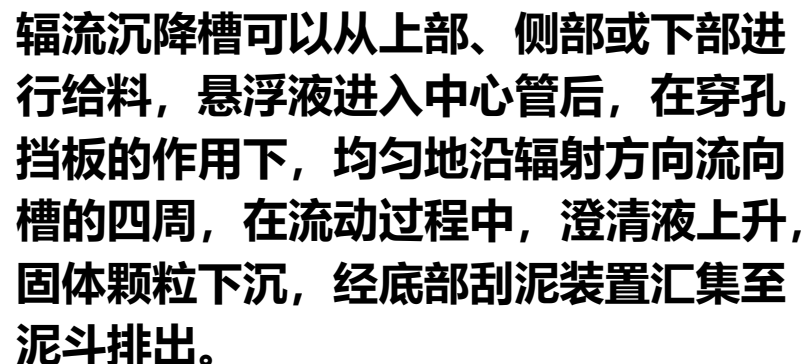 辐流沉降槽可以从上部、侧部或下部进
行给料，悬浮液进入中心管后，在穿孔
挡板的作用下，均匀地沿辐射方向流向
槽的四周，在流动过程中，澄清液上升，
固体颗粒下沉，经底部刮泥装置汇集至
泥斗排出。